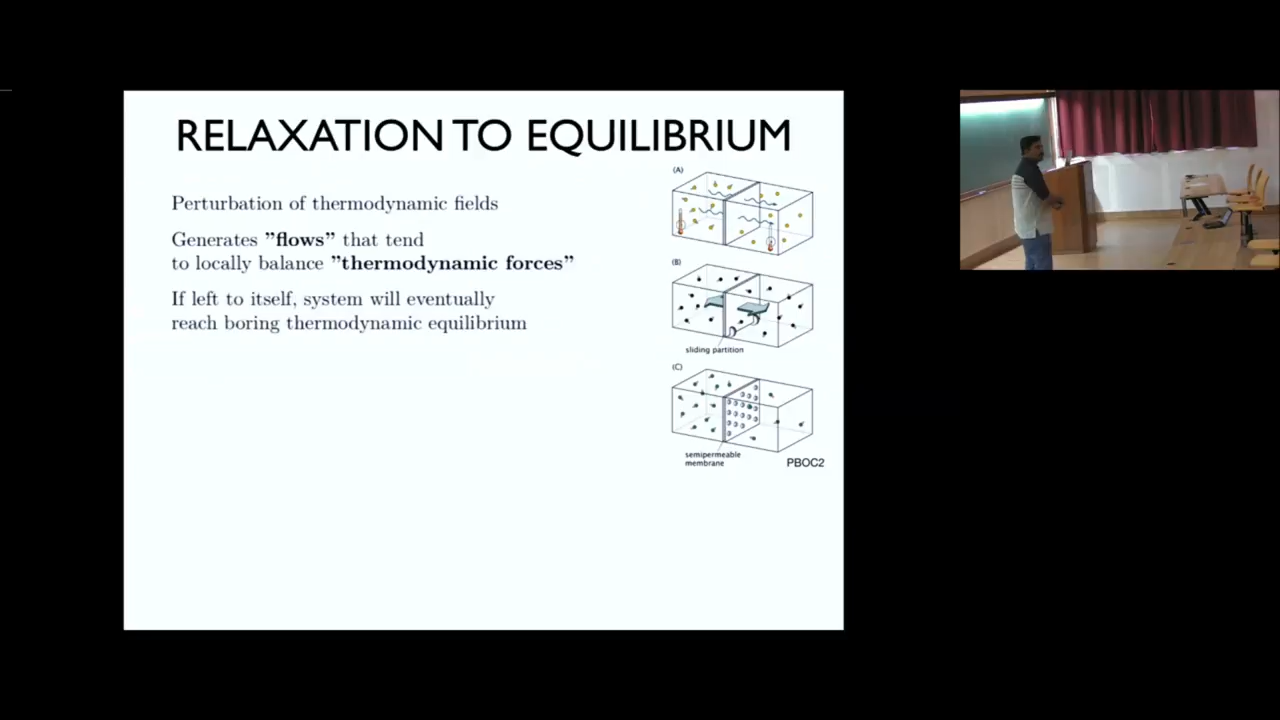 RELAXATION TO EQUILIBRIUM
Perturbation of thermodynamic fields
Generates ”flows” that tend
to locally balance ”thermodynamic forces”
If left to itself, system will eventually
reach boring thermodynamic equilibrium
(A)
(B)
sliding partition
(C)
semipermeable
membrane
PBOC2